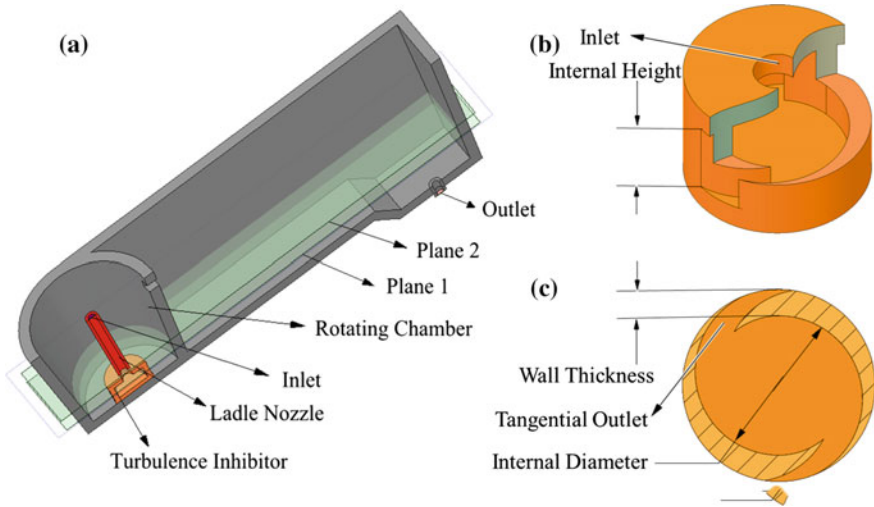 (a)
Outlet
Plane 2
Plane 1
Rotating Chamber
Inlet
Ladle Nozzle
Turbulence Inhibitor
(b)
Inlet
Internal Height
(c)
Wall Thickness
Tangential Outlet
Internal Diameter